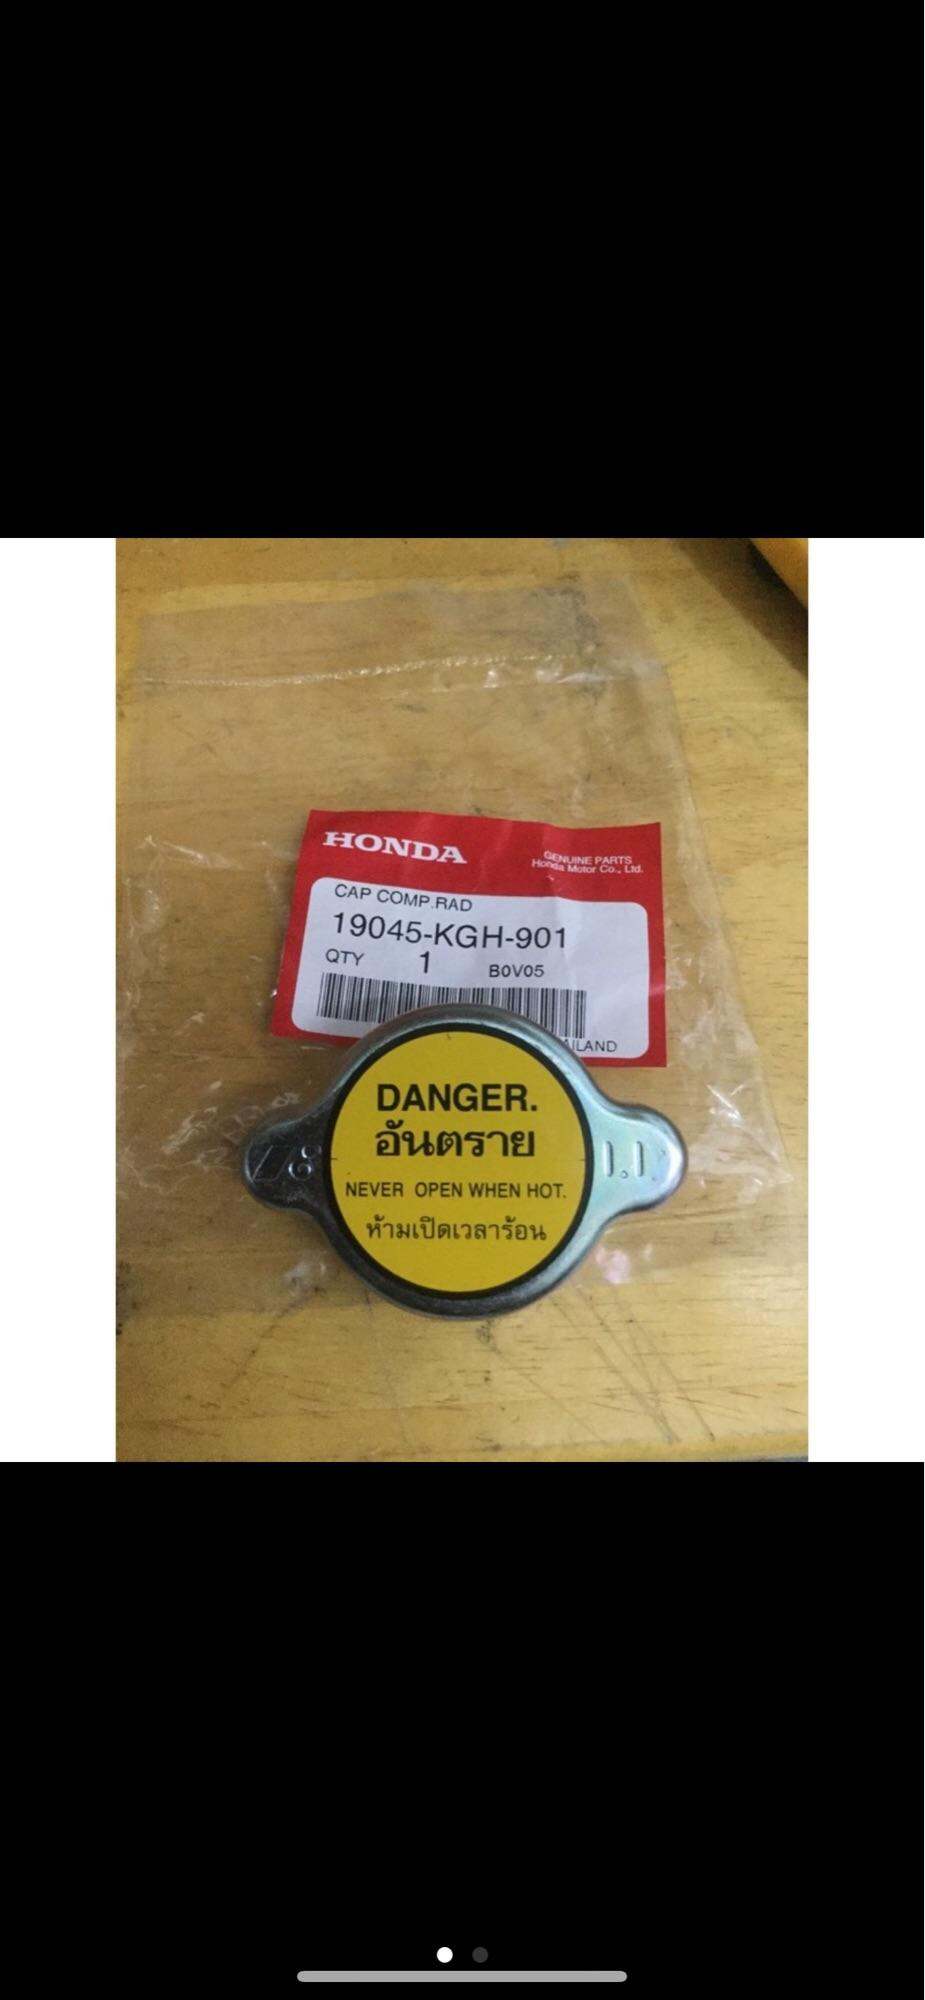 HONDA
GENUINE PARTS
Honda Motor Co., Ltd.
CAP COMP.RAD
19045-KGH-901
QTY 1 B0V05
DANGER.
อันตราย
NEVER OPEN WHEN HOT.
ห้ามเปิดเวลาร้อน
1.1